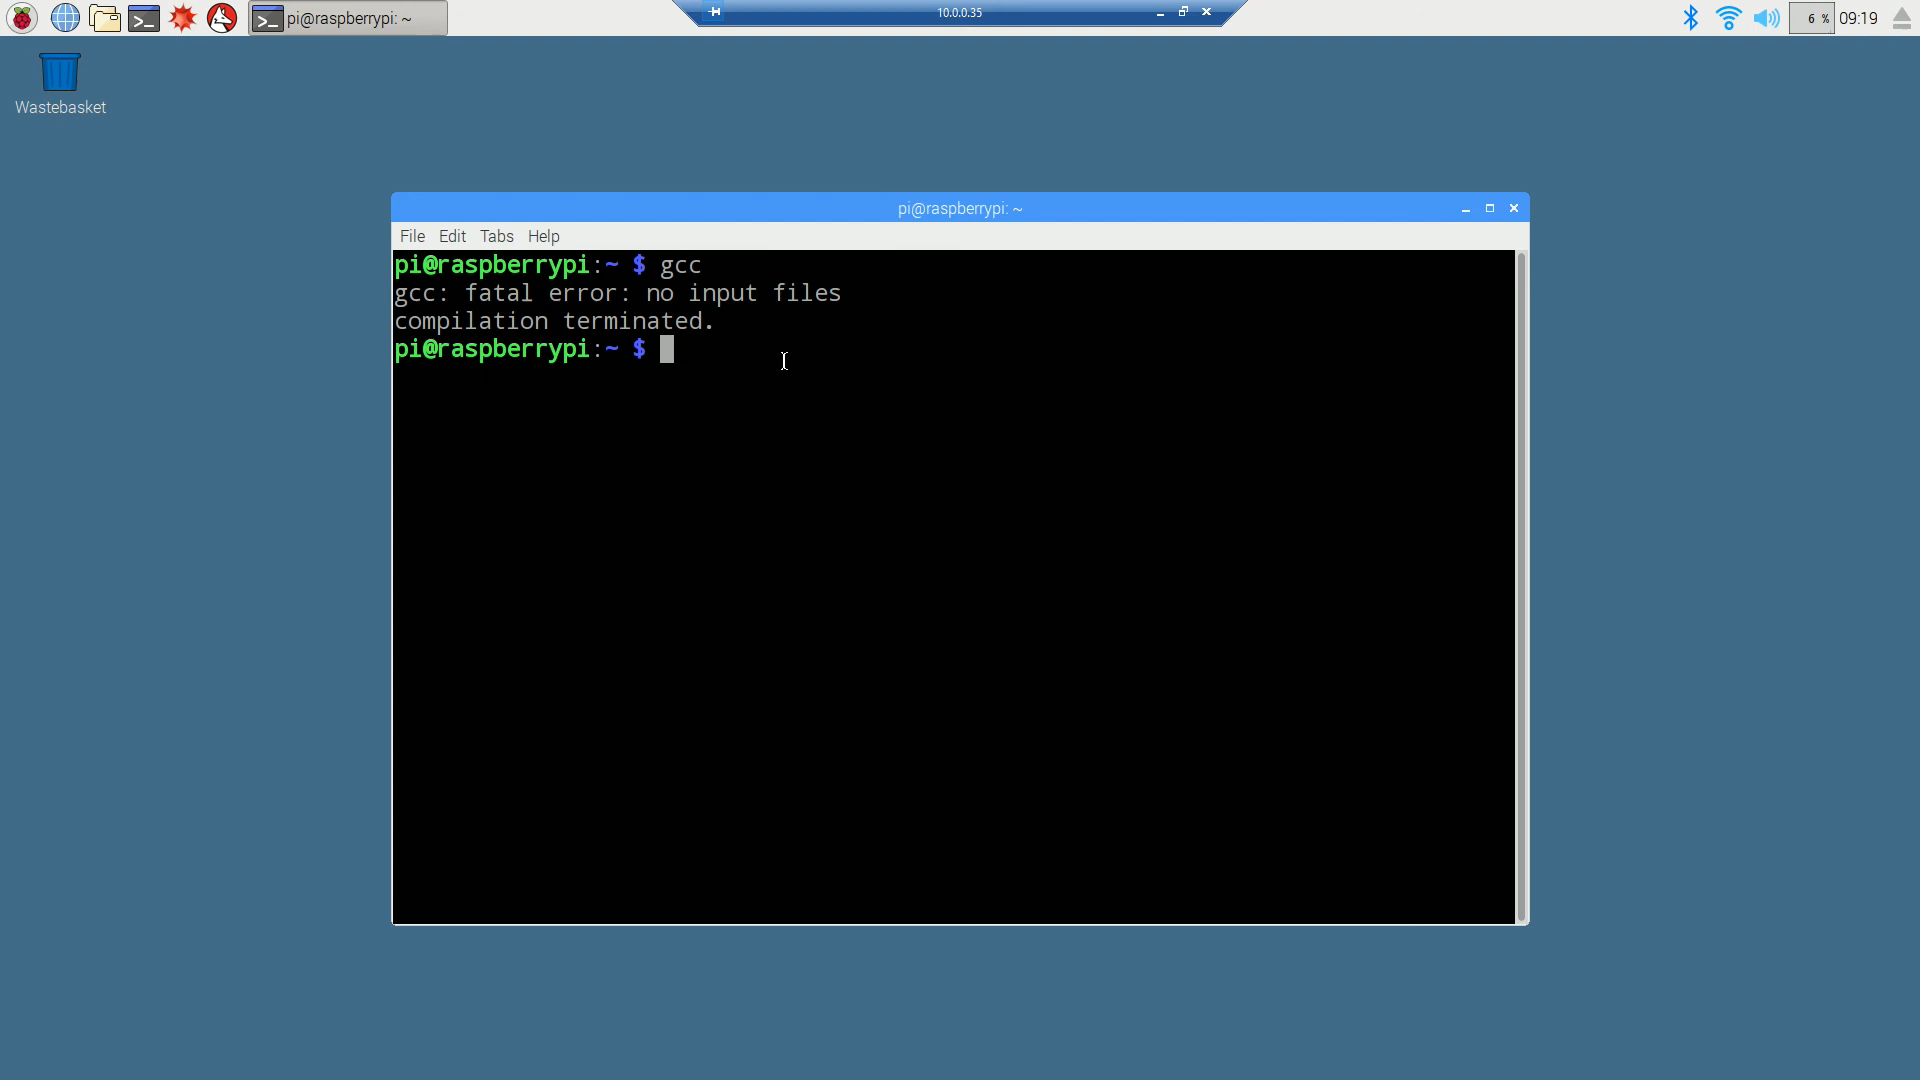 pi@raspberrypi: ~
10.0.0.35
6 %
09:19
Wastebasket
pi@raspberrypi: ~
File Edit Tabs Help
pi@raspberrypi:~ $ gcc
gcc: fatal error: no input files
compilation terminated.
pi@raspberrypi:~ $